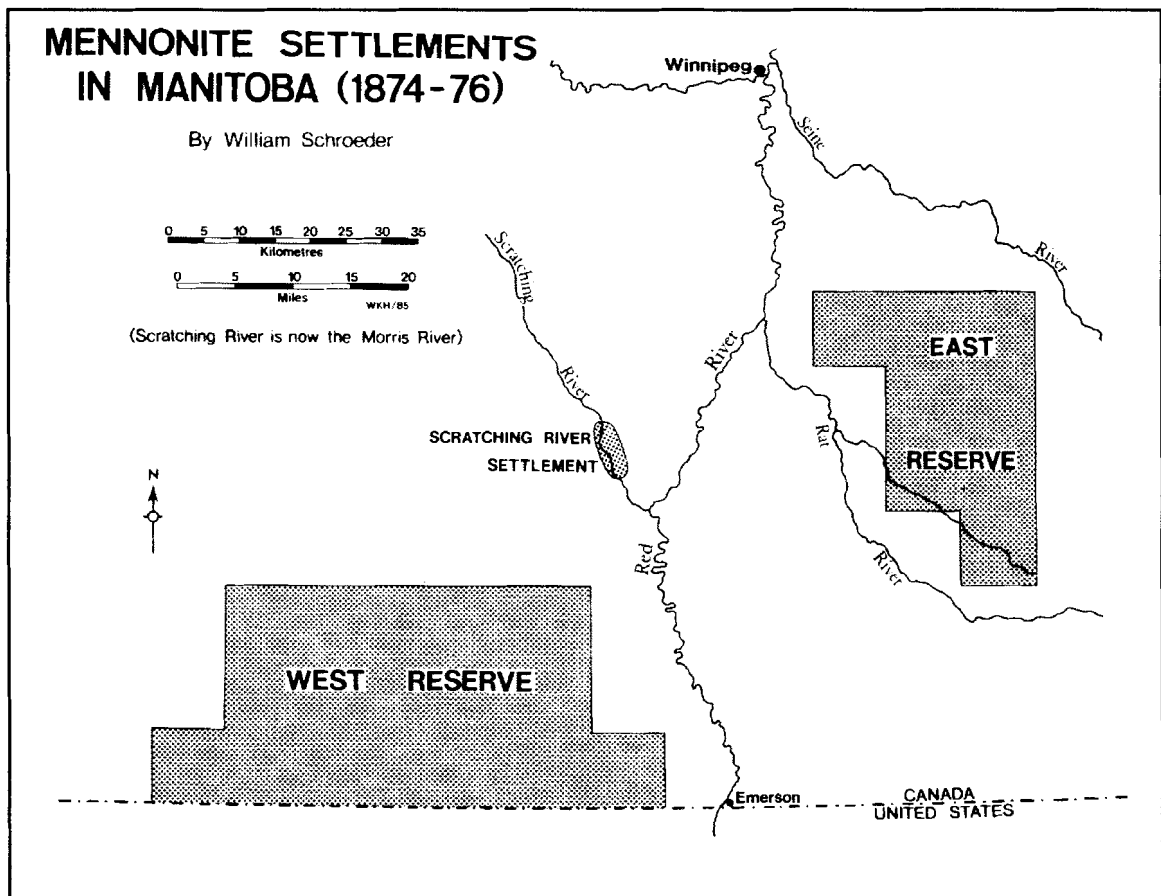 MENNONITE SETTLEMENTS
IN MANITOBA (1874-76)
By William Schroeder
0 5 10 15 20 25 30 35
Kilometres
0 5 10 15 20
Miles
WKH/85
(Scratching River is now the Morris River)
Winnipeg
Seine
River
Scratching
River
River
EAST
RESERVE
SCRATCHING RIVER
SETTLEMENT
Rat
River
N
Red
WEST RESERVE
Emerson
CANADA
UNITED STATES